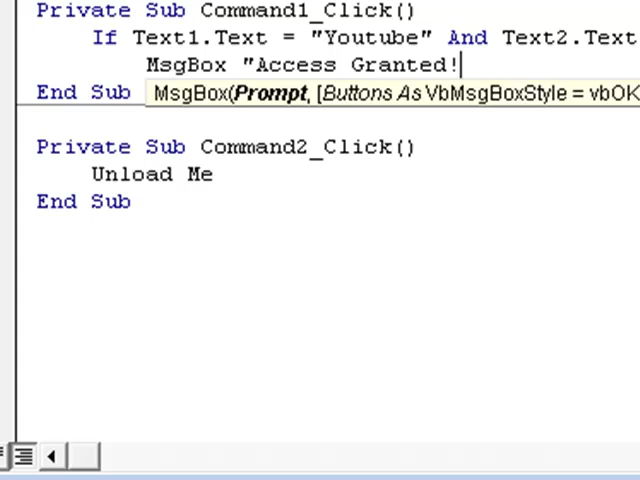 Private Sub Command1_Click()
If Text1.Text = "Youtube" And Text2.Text
MsgBox "Access Granted!
End Sub
MsgBox(Prompt, [Buttons As VbMsgBoxStyle = vbOK
Private Sub Command2_Click()
Unload Me
End Sub